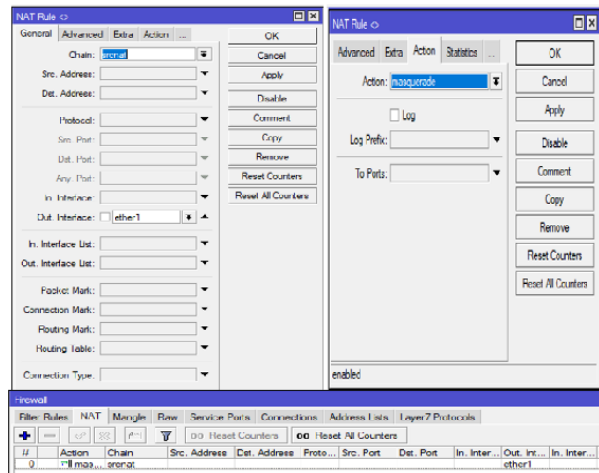 NAT Rule <>
General Advanced Extra Action ...
Chain: srcnat
Src. Address:
Dst. Address:
Protocol:
Src. Port:
Dst. Port:
Any. Port:
In. Interface:
Out. Interface: ether1
In. Interface List:
Out. Interface List:
Packet Mark:
Connection Mark:
Routing Mark:
Routing Table:
Connection Type:
OK
Cancel
Apply
Disable
Comment
Copy
Remove
Reset Counters
Reset All Counters
NAT Rule <>
Advanced Extra Action Statistics ...
Action: masquerade
Log
Log Prefix:
To Ports:
enabled
OK
Cancel
Apply
Disable
Comment
Copy
Remove
Reset Counters
Reset All Counters
Firewall
Filter Rules NAT Mangle Raw Service Ports Connections Address Lists Layer7 Protocols
Reset Counters Reset All Counters
# Action Chain Src. Address Dst. Address Proto... Src. Port Dst. Port In. Inter... Out. Int... In. Inter...
0 mas... srcnat ether1